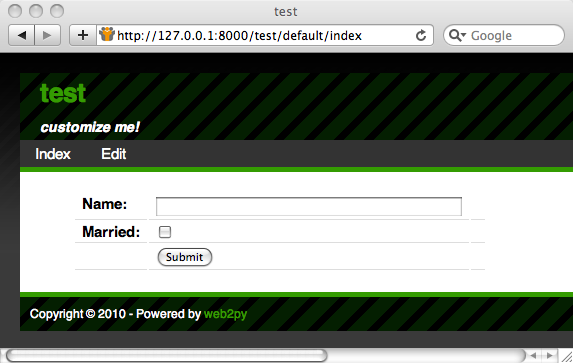 test
http://127.0.0.1:8000/test/default/index
Google
test
customize me!
Index Edit
Name:
Married:
Submit
Copyright © 2010 - Powered by web2py